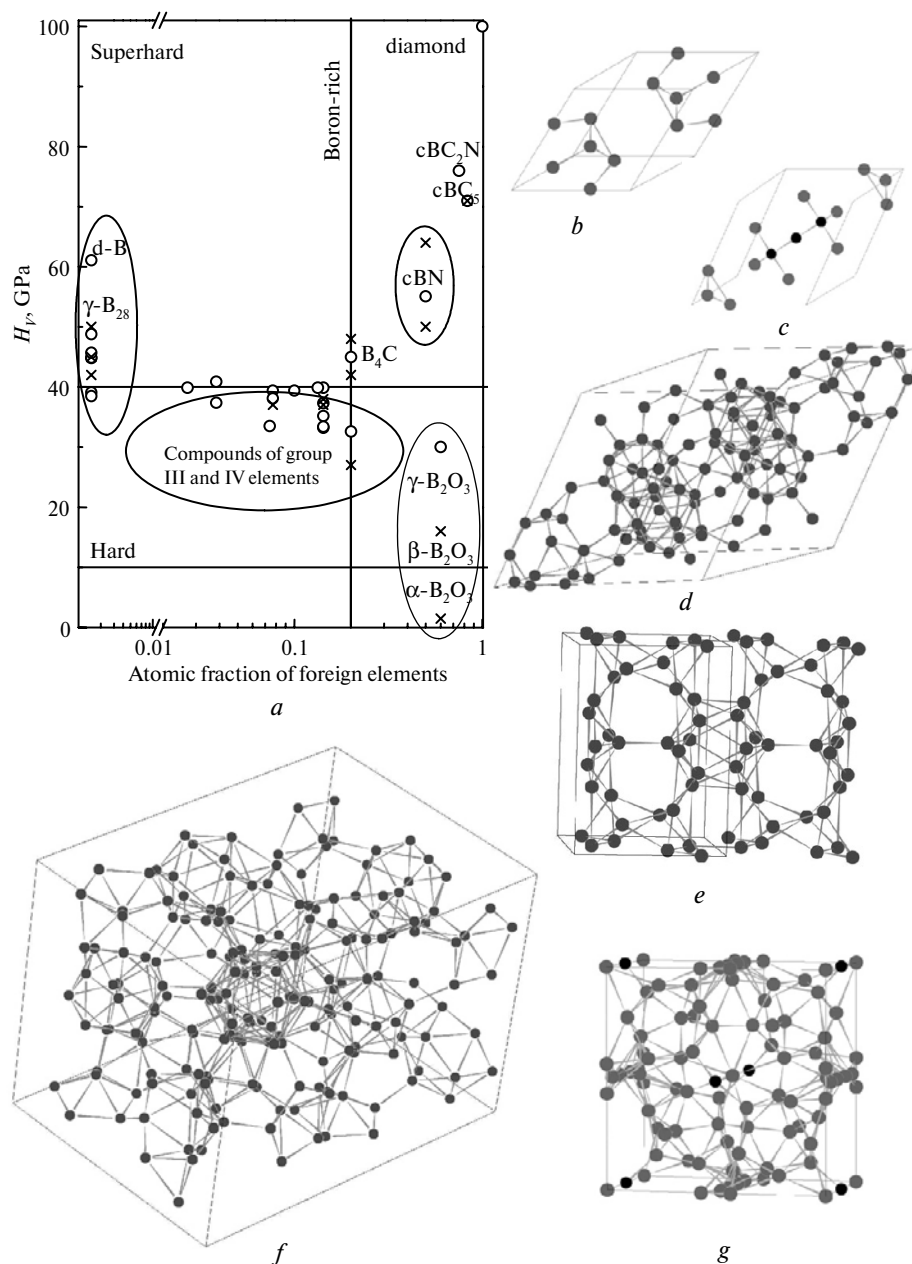 100
80
60
40
20
0
H_V, GPa
Superhard
diamond
Boron-rich
cBC₂N
cBC₅
d-B
cBN
γ-B₂₈
B₄C
Compounds of group
III and IV elements
γ-B₂O₃
β-B₂O₃
Hard
α-B₂O₃
0.01
0.1
1
Atomic fraction of foreign elements
a
b
c
d
e
f
g